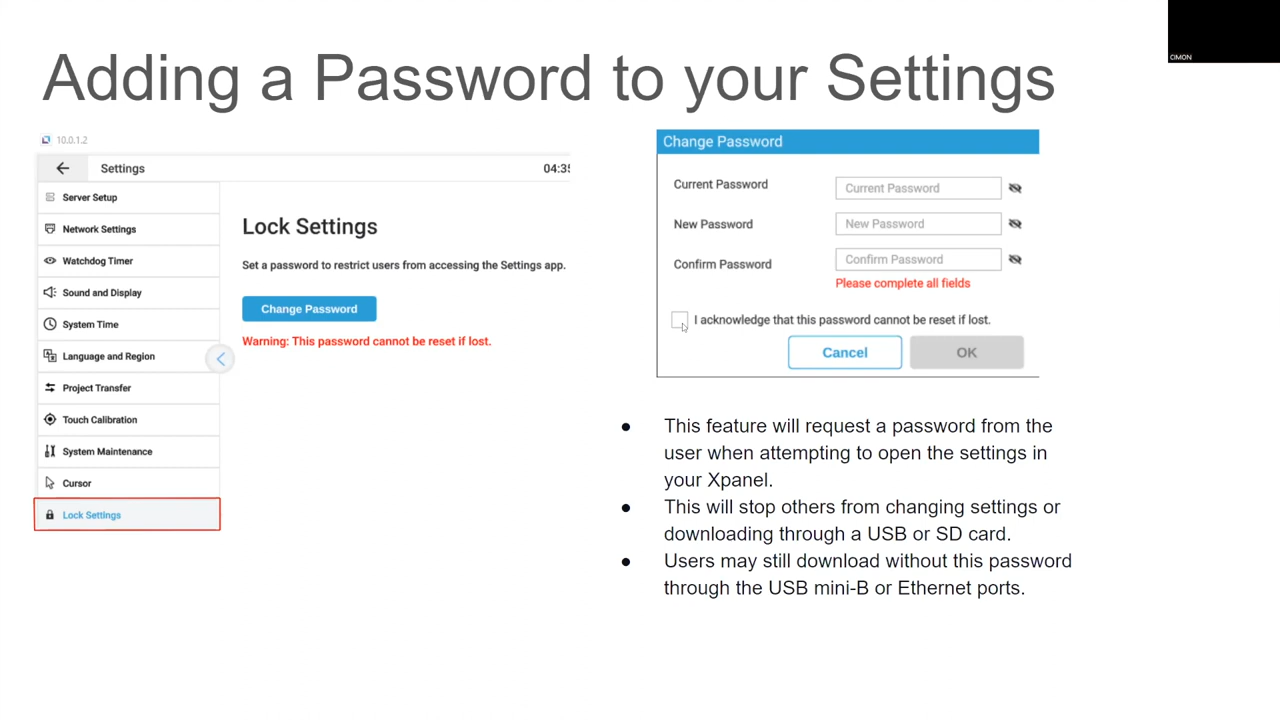 CIMON
Adding a Password to your Settings
10.0.1.2
Settings
04:35
Server Setup
Network Settings
Watchdog Timer
Sound and Display
System Time
Language and Region
Project Transfer
Touch Calibration
System Maintenance
Cursor
Lock Settings
Lock Settings
Set a password to restrict users from accessing the Settings app.
Change Password
Warning: This password cannot be reset if lost.
Change Password
Current Password
Current Password
New Password
New Password
Confirm Password
Confirm Password
Please complete all fields
I acknowledge that this password cannot be reset if lost.
Cancel
OK
● This feature will request a password from the
user when attempting to open the settings in
your Xpanel.
● This will stop others from changing settings or
downloading through a USB or SD card.
● Users may still download without this password
through the USB mini-B or Ethernet ports.